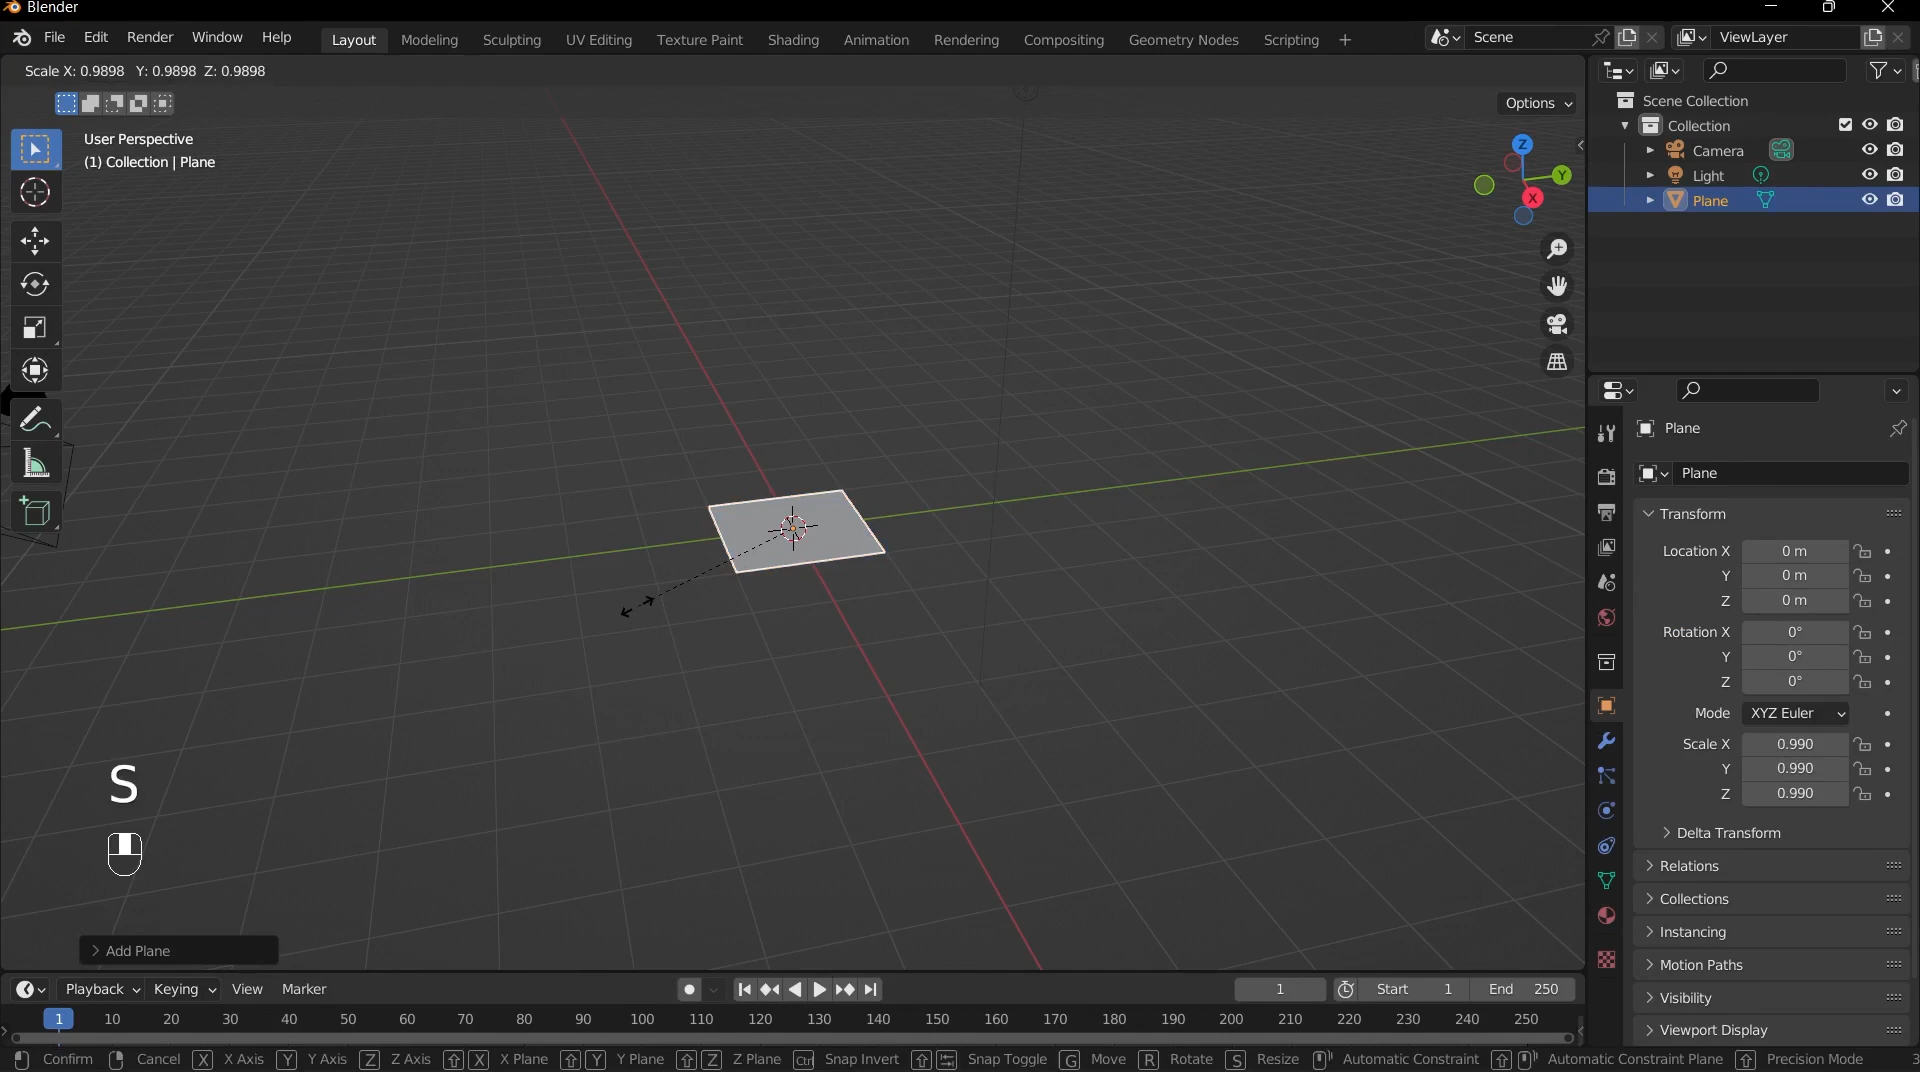 Blender
File Edit Render Window Help Layout Modeling Sculpting UV Editing Texture Paint Shading Animation Rendering Compositing Geometry Nodes Scripting + Scene ViewLayer
Scale X: 0.9898 Y: 0.9898 Z: 0.9898
Options
User Perspective
(1) Collection | Plane
Z
Y
X
Scene Collection
Collection
Camera
Light
Plane
Plane
Plane
Transform
Location X 0 m
Y 0 m
Z 0 m
Rotation X 0°
Y 0°
Z 0°
Mode XYZ Euler
Scale X 0.990
Y 0.990
Z 0.990
Delta Transform
Relations
Collections
Instancing
Motion Paths
Visibility
Viewport Display
S
Add Plane
Playback Keying View Marker 1 Start 1 End 250
1 10 20 30 40 50 60 70 80 90 100 110 120 130 140 150 160 170 180 190 200 210 220 230 240 250
Confirm Cancel X X Axis Y Y Axis Z Z Axis X X Plane Y Y Plane Z Z Plane Ctrl Snap Invert Snap Toggle G Move R Rotate S Resize Automatic Constraint Automatic Constraint Plane Precision Mode 3